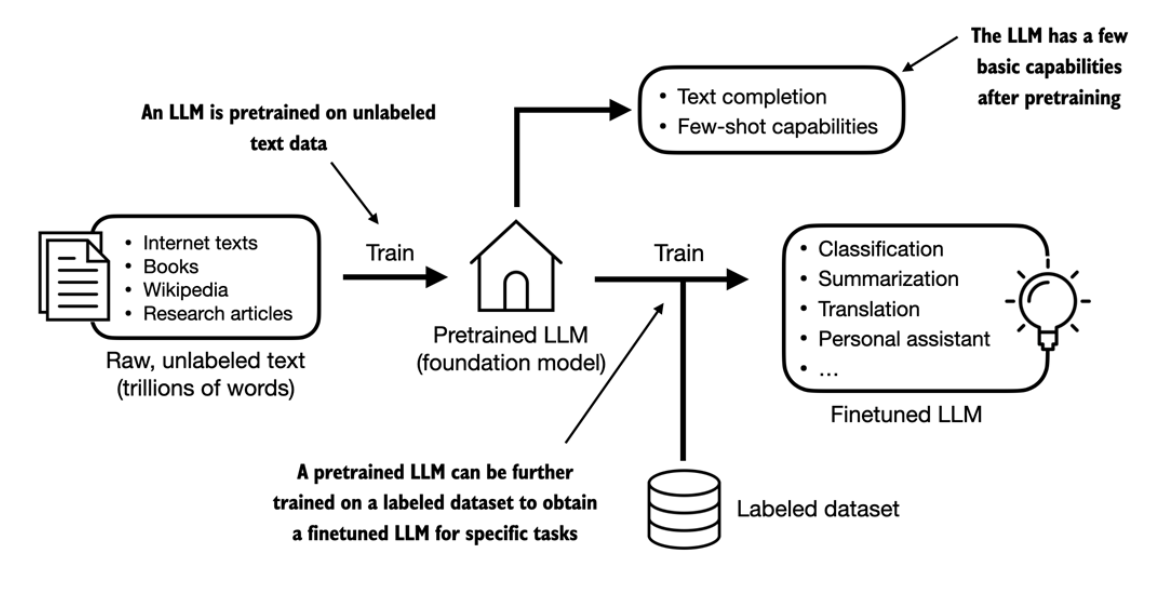 The LLM has a few
basic capabilities
after pretraining
• Text completion
• Few-shot capabilities
An LLM is pretrained on unlabeled
text data
• Internet texts
• Books
• Wikipedia
• Research articles
Raw, unlabeled text
(trillions of words)
Train
Pretrained LLM
(foundation model)
Train
• Classification
• Summarization
• Translation
• Personal assistant
• ...
Finetuned LLM
A pretrained LLM can be further
trained on a labeled dataset to obtain
a finetuned LLM for specific tasks
Labeled dataset